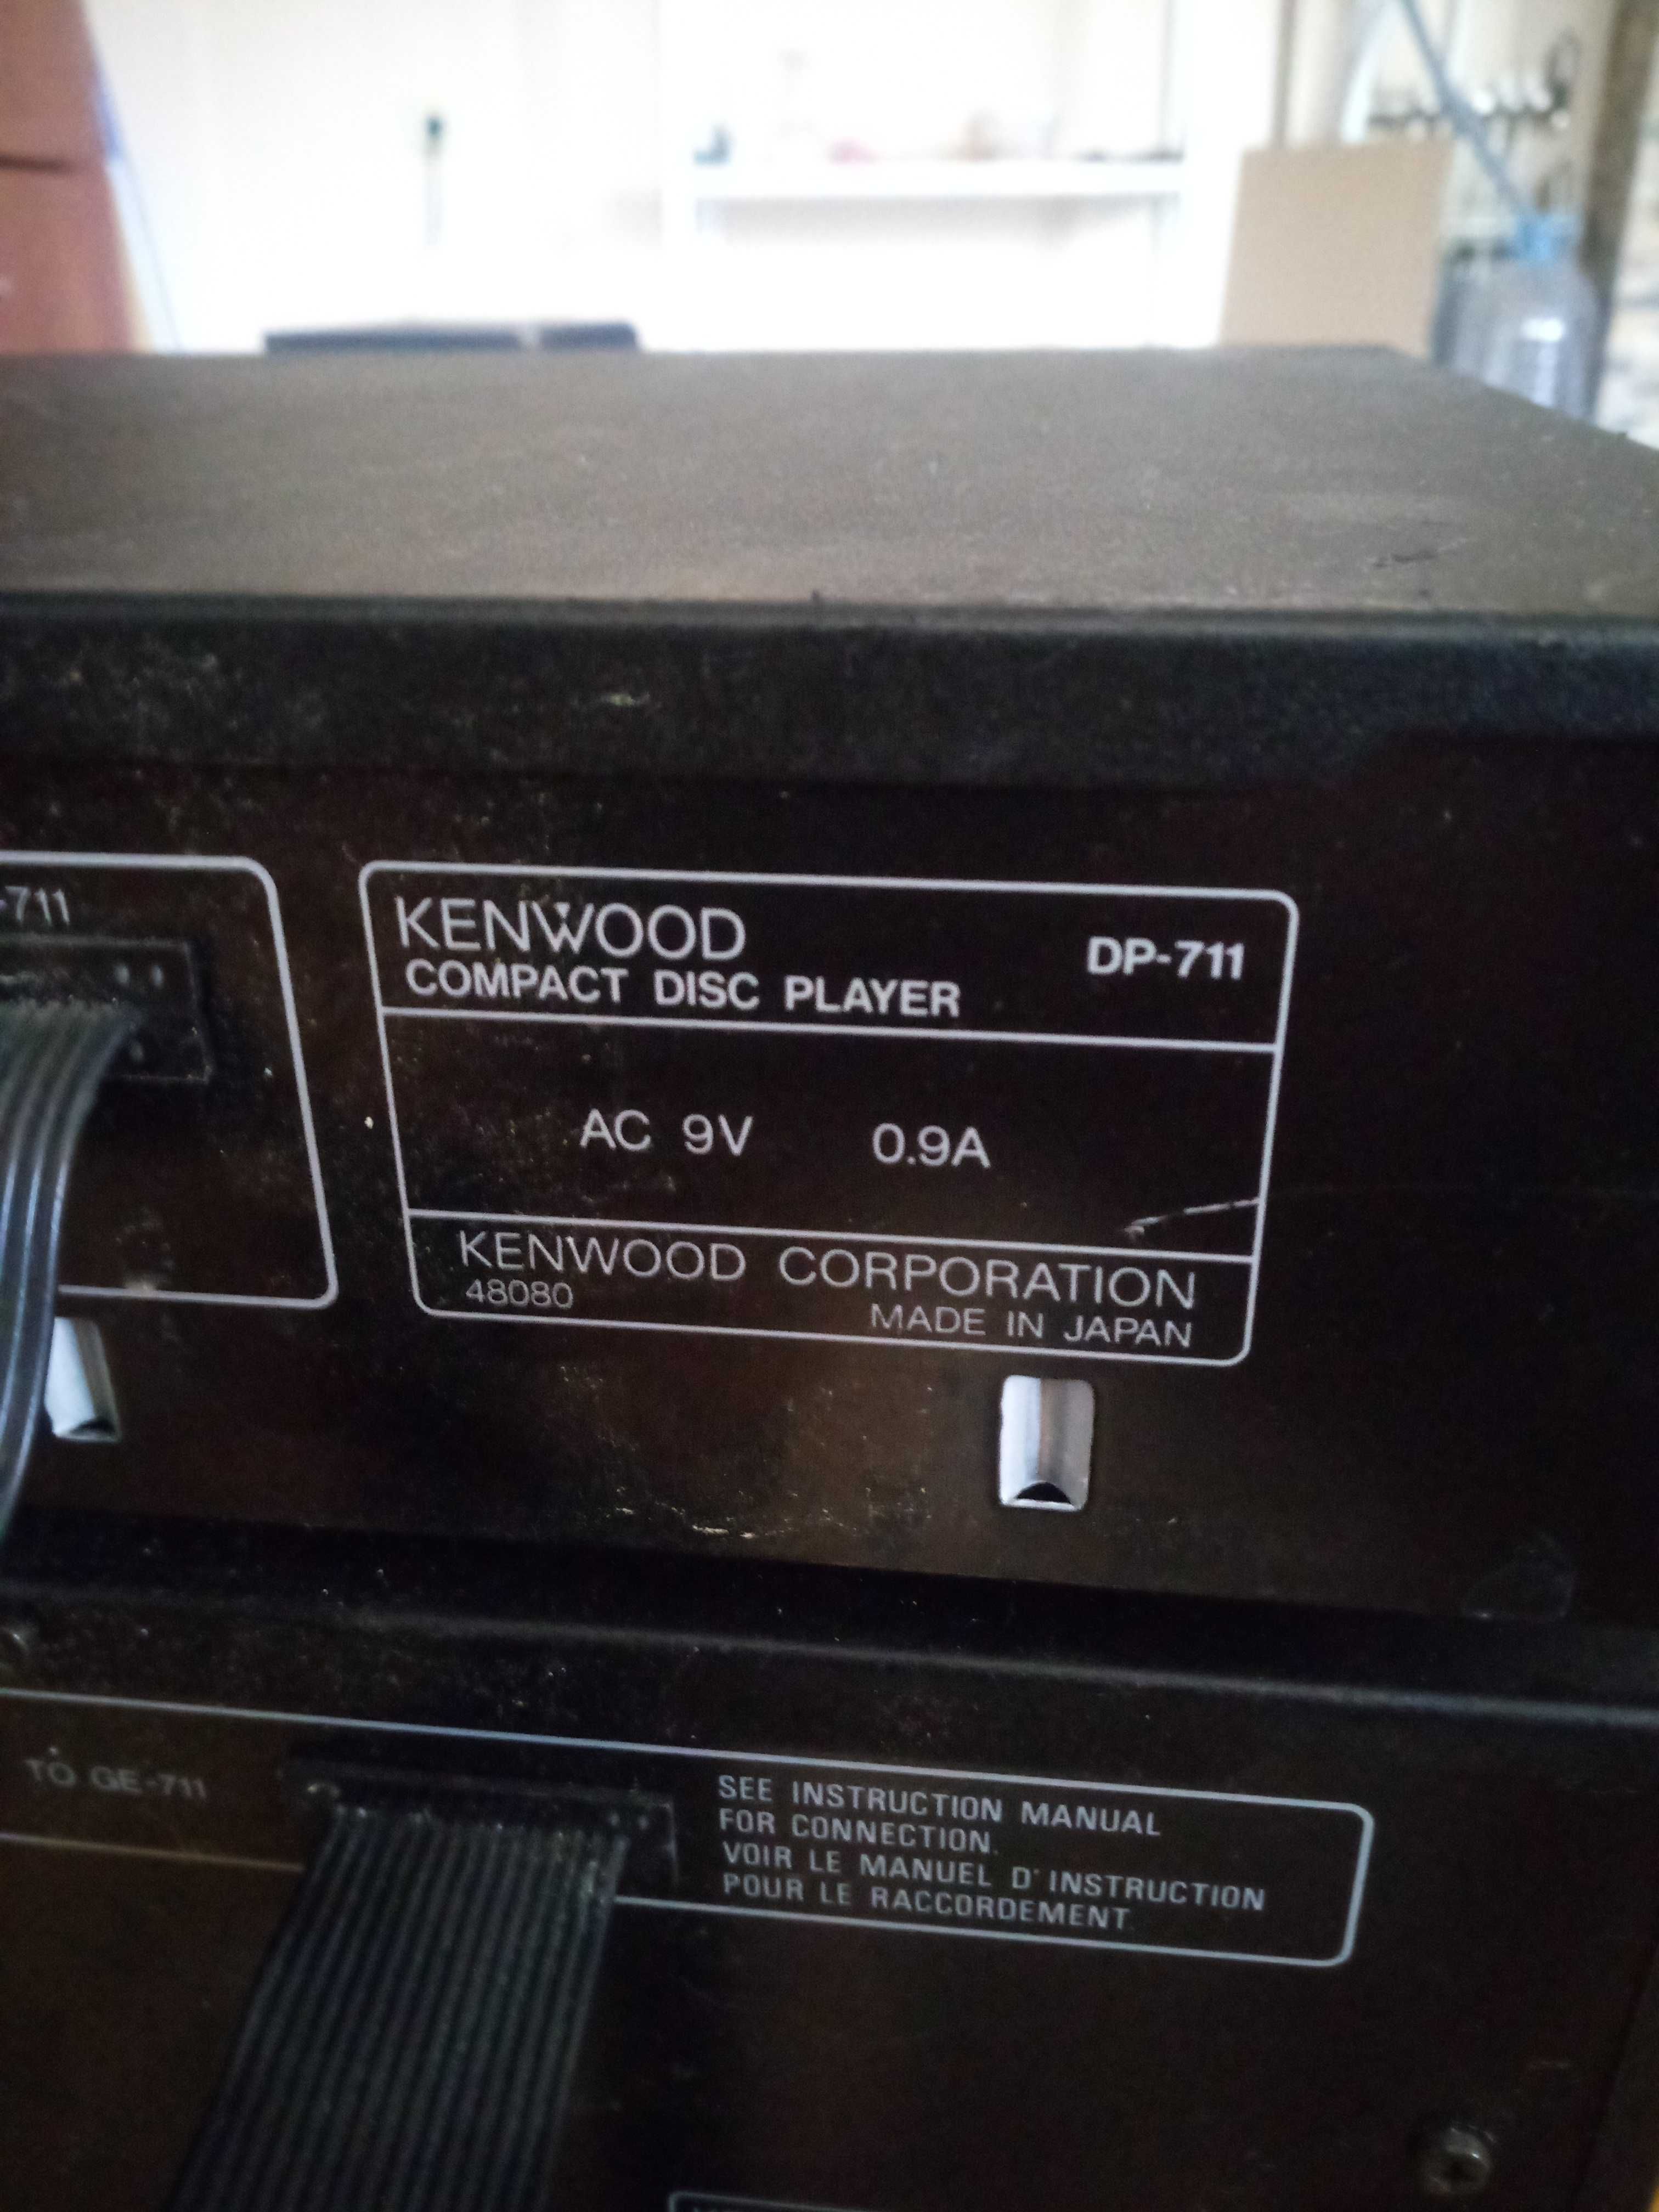 -711
KENWOOD
DP-711
COMPACT DISC PLAYER
AC 9V 0.9A
KENWOOD CORPORATION
48080
MADE IN JAPAN
TO GE-711
SEE INSTRUCTION MANUAL
FOR CONNECTION.
VOIR LE MANUEL D'INSTRUCTION
POUR LE RACCORDEMENT.